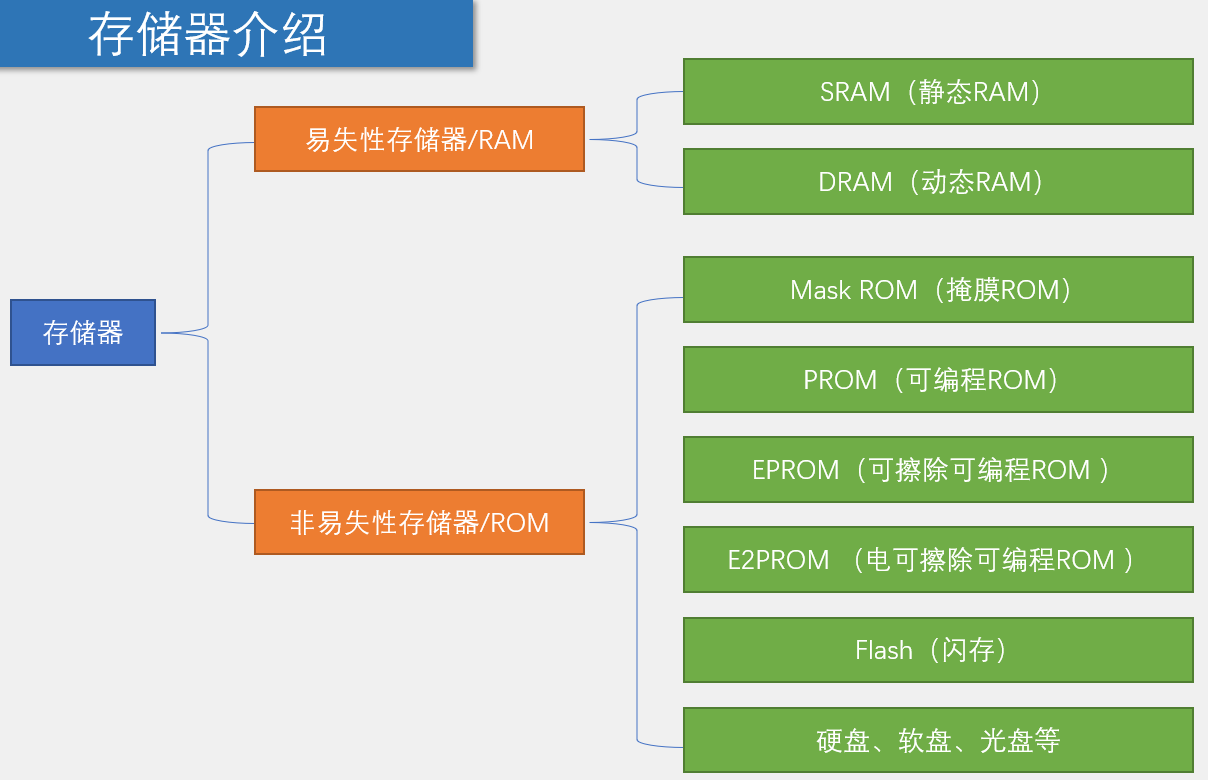 存储器介绍
易失性存储器/RAM
SRAM（静态RAM）
DRAM（动态RAM）
存储器
非易失性存储器/ROM
Mask ROM（掩膜ROM）
PROM（可编程ROM）
EPROM（可擦除可编程ROM ）
E2PROM （电可擦除可编程ROM ）
Flash（闪存）
硬盘、软盘、光盘等